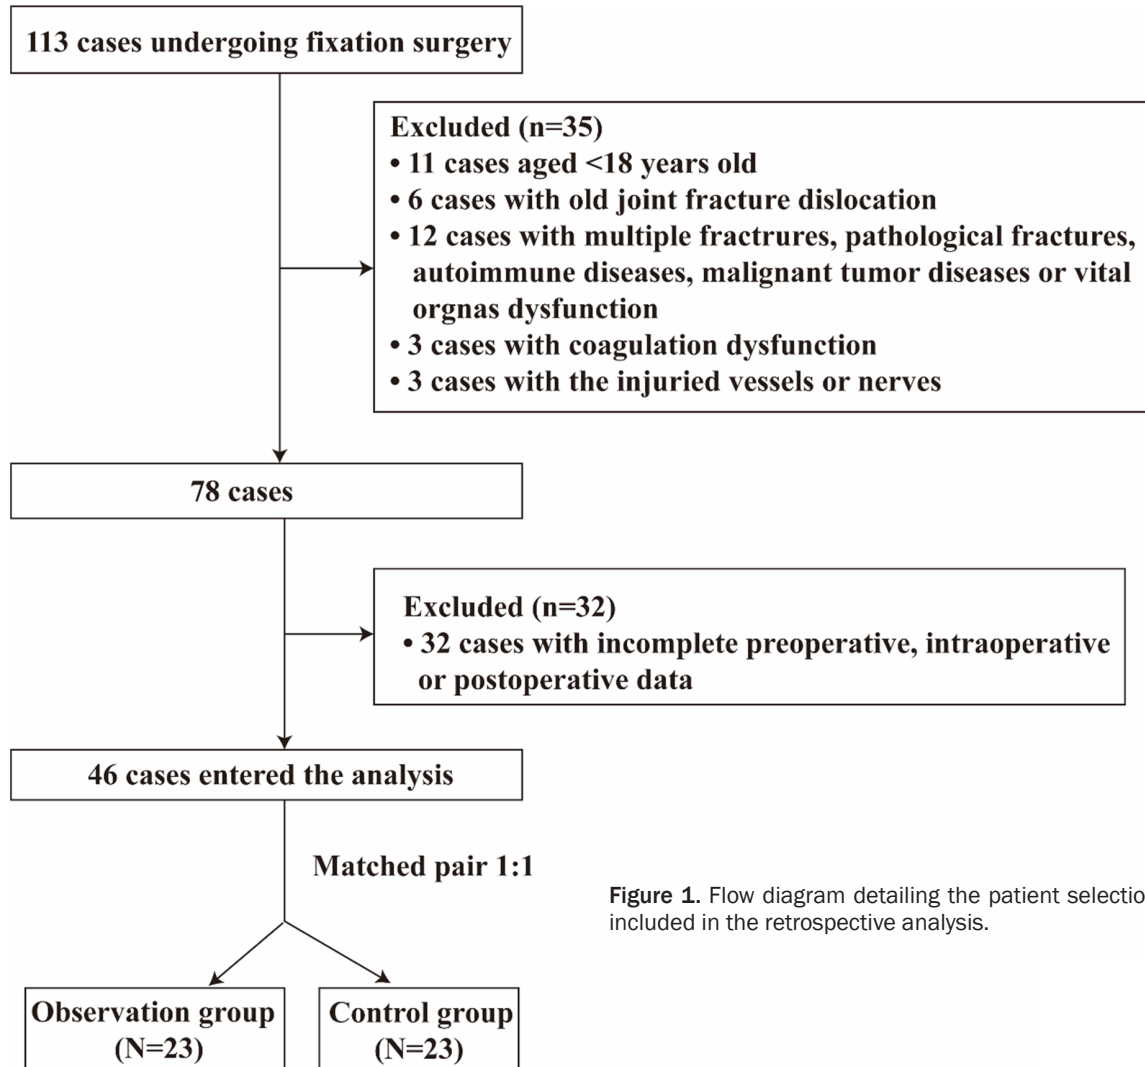 113 cases undergoing fixation surgery
Excluded (n=35)
• 11 cases aged <18 years old
• 6 cases with old joint fracture dislocation
• 12 cases with multiple fractrures, pathological fractures,
autoimmune diseases, malignant tumor diseases or vital
orgnas dysfunction
• 3 cases with coagulation dysfunction
• 3 cases with the injuried vessels or nerves
78 cases
Excluded (n=32)
• 32 cases with incomplete preoperative, intraoperative
or postoperative data
46 cases entered the analysis
Matched pair 1:1
Figure 1. Flow diagram detailing the patient selectio
included in the retrospective analysis.
Observation group
(N=23)
Control group
(N=23)